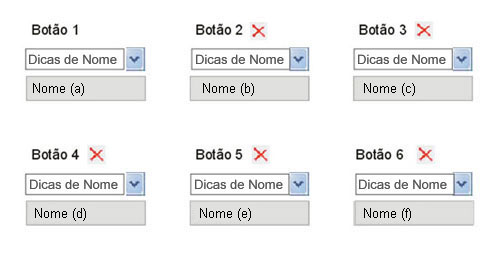 Botão 1
Botão 2
Botão 3
Dicas de Nome
Dicas de Nome
Dicas de Nome
Nome (a)
Nome (b)
Nome (c)
Botão 4
Botão 5
Botão 6
Dicas de Nome
Dicas de Nome
Dicas de Nome
Nome (d)
Nome (e)
Nome (f)